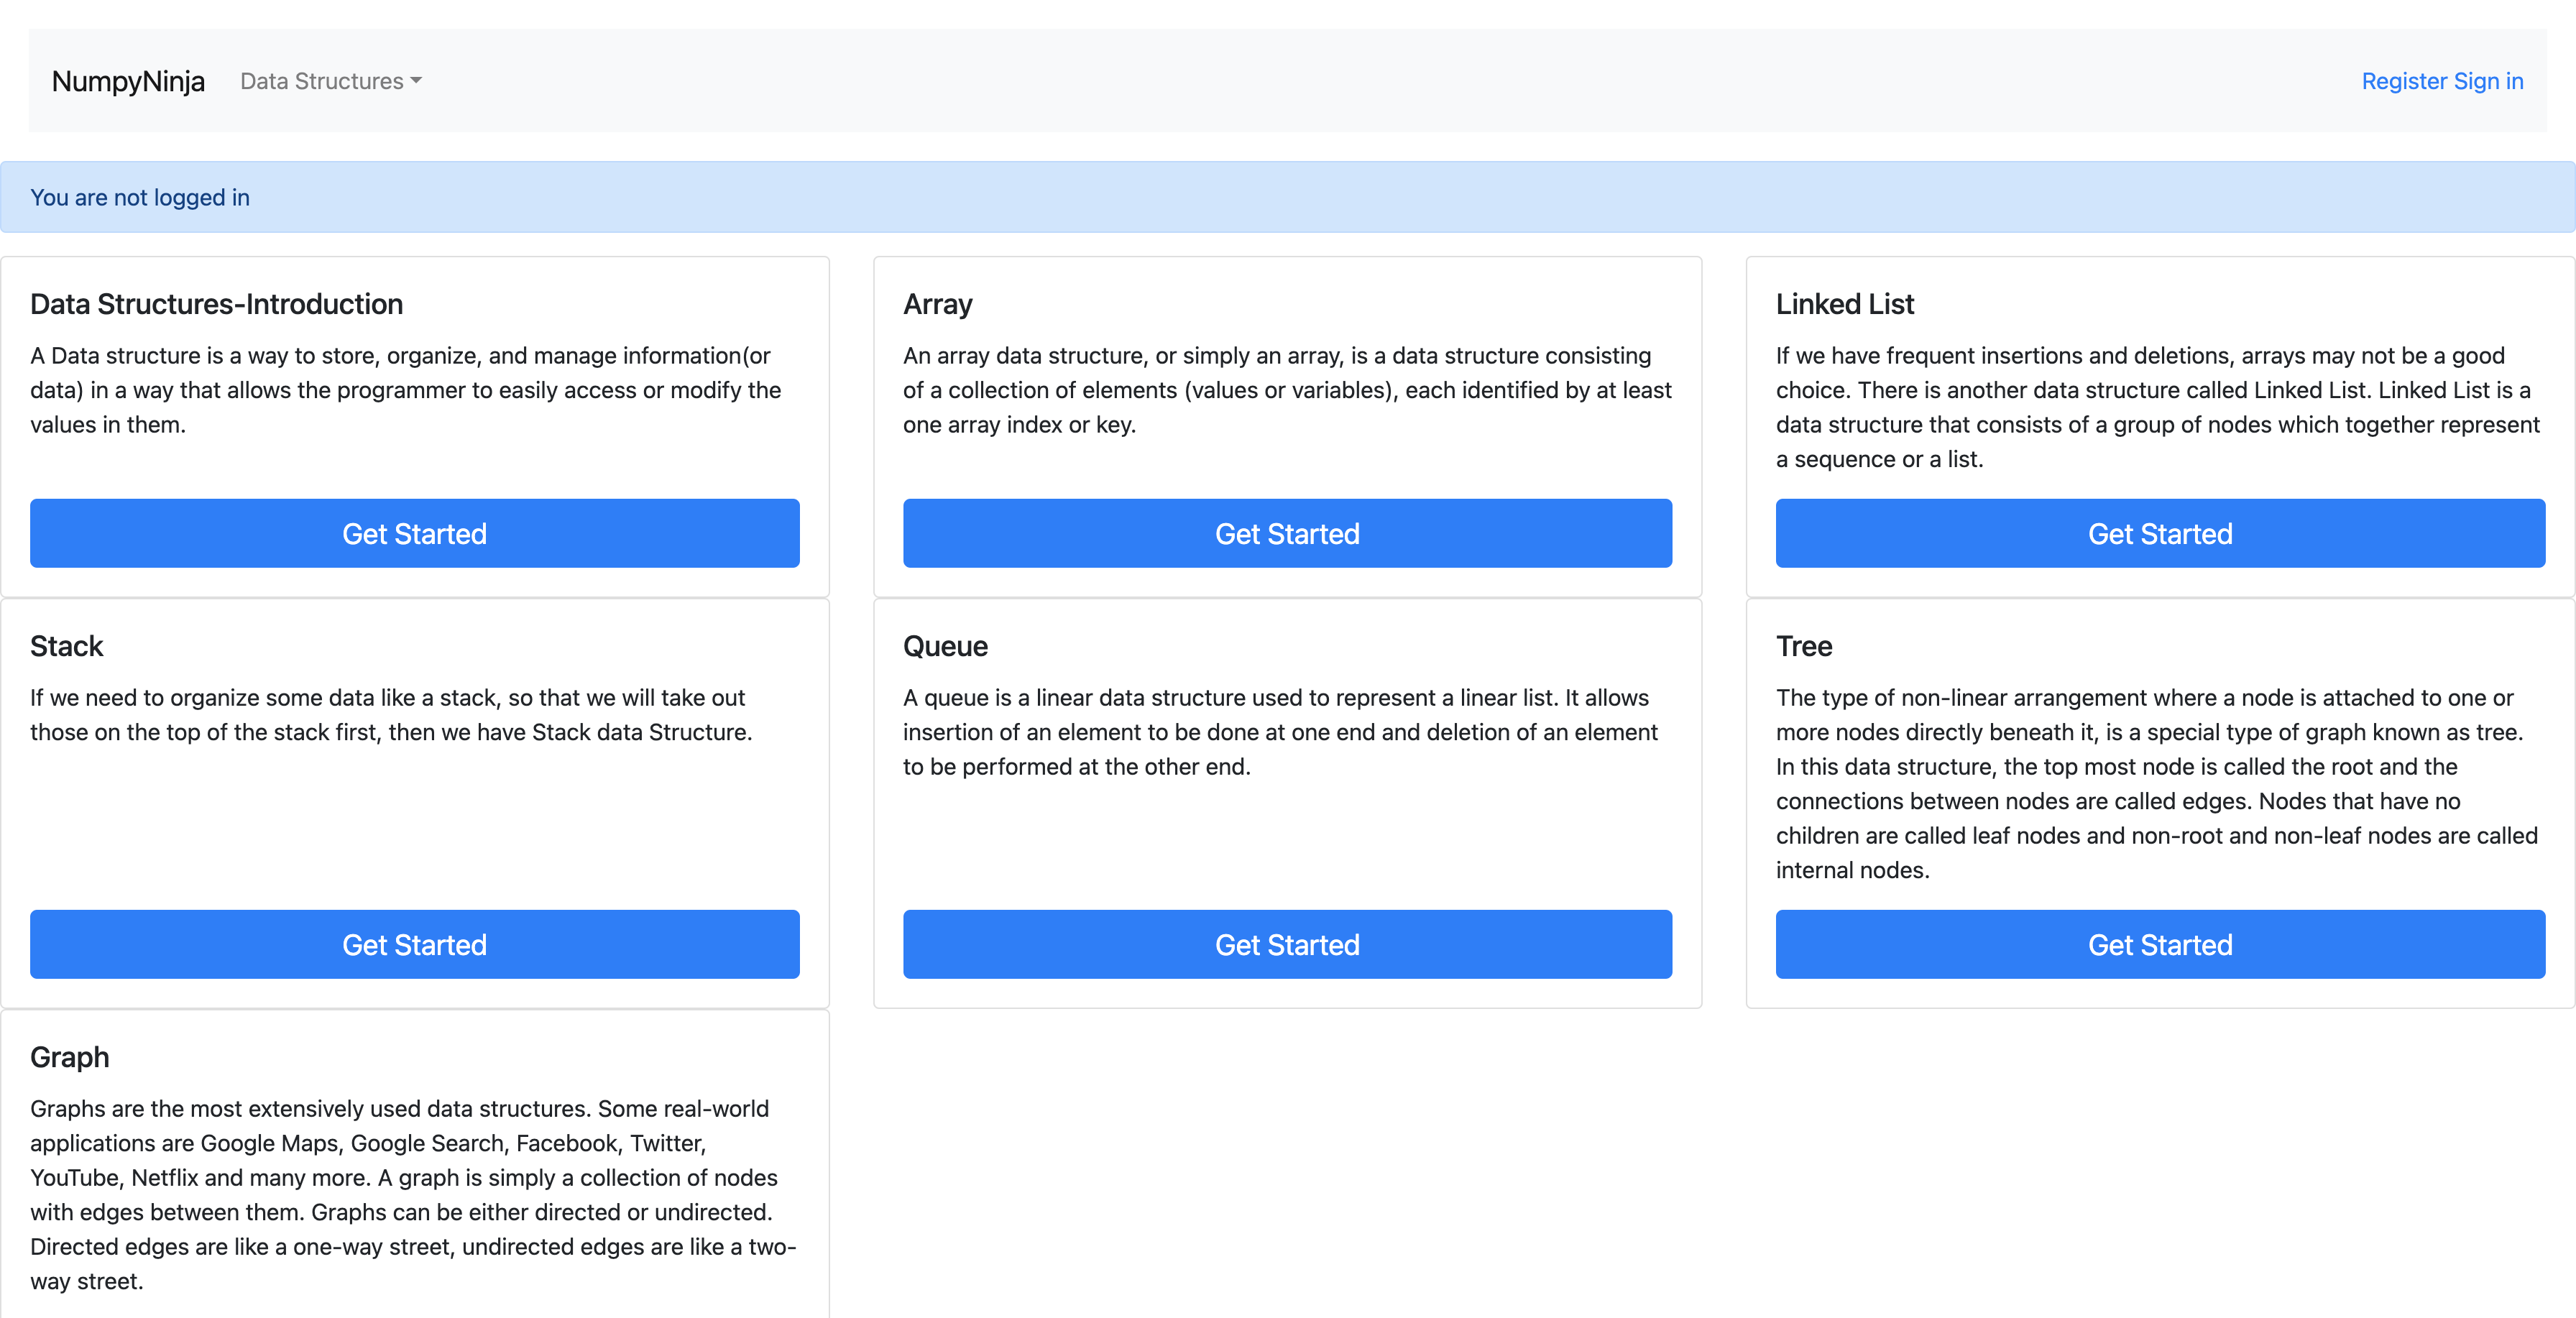 NumpyNinja
Data Structures
Register Sign in
You are not logged in
Data Structures-Introduction
A Data structure is a way to store, organize, and manage information(or
data) in a way that allows the programmer to easily access or modify the
values in them.
Get Started
Array
An array data structure, or simply an array, is a data structure consisting
of a collection of elements (values or variables), each identified by at least
one array index or key.
Get Started
Linked List
If we have frequent insertions and deletions, arrays may not be a good
choice. There is another data structure called Linked List. Linked List is a
data structure that consists of a group of nodes which together represent
a sequence or a list.
Get Started
Stack
If we need to organize some data like a stack, so that we will take out
those on the top of the stack first, then we have Stack data Structure.
Get Started
Queue
A queue is a linear data structure used to represent a linear list. It allows
insertion of an element to be done at one end and deletion of an element
to be performed at the other end.
Get Started
Tree
The type of non-linear arrangement where a node is attached to one or
more nodes directly beneath it, is a special type of graph known as tree.
In this data structure, the top most node is called the root and the
connections between nodes are called edges. Nodes that have no
children are called leaf nodes and non-root and non-leaf nodes are called
internal nodes.
Get Started
Graph
Graphs are the most extensively used data structures. Some real-world
applications are Google Maps, Google Search, Facebook, Twitter,
YouTube, Netflix and many more. A graph is simply a collection of nodes
with edges between them. Graphs can be either directed or undirected.
Directed edges are like a one-way street, undirected edges are like a two-
way street.